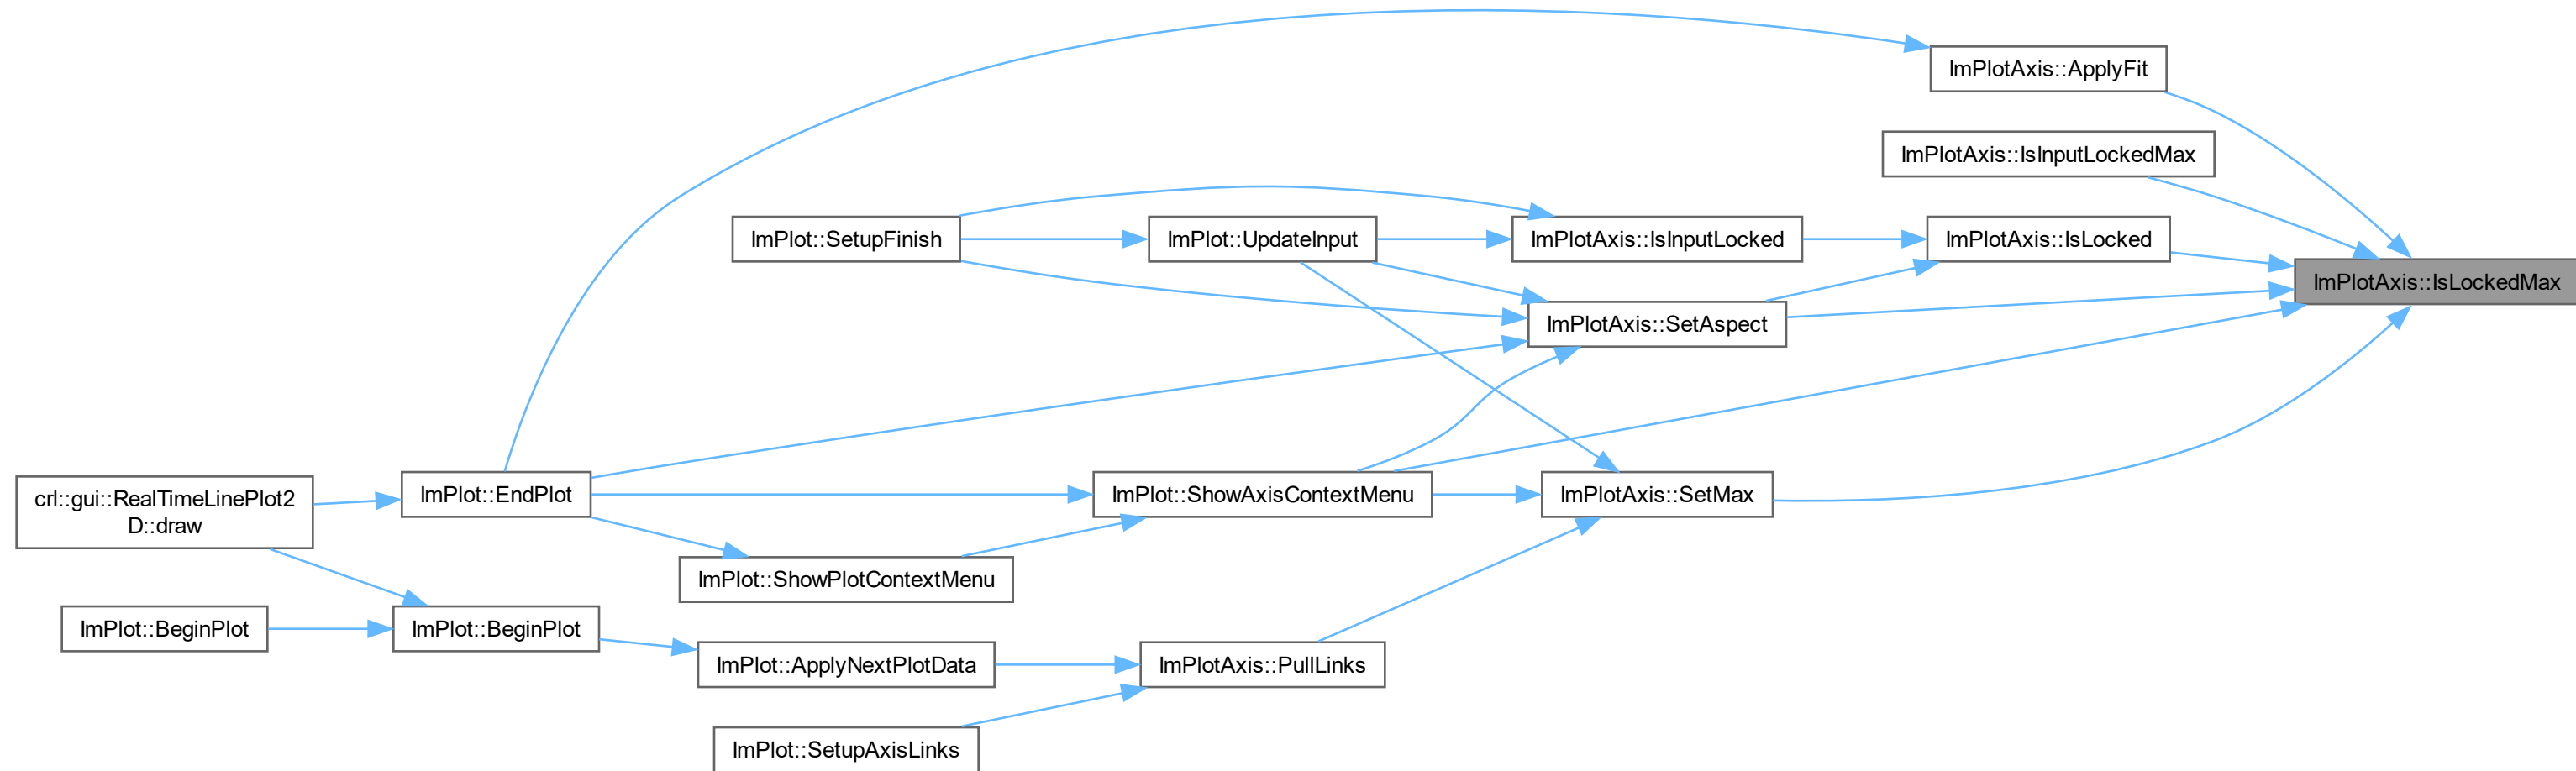 ImPlotAxis::ApplyFit
ImPlotAxis::IsInputLockedMax
ImPlot::SetupFinish
ImPlot::UpdateInput
ImPlotAxis::IsInputLocked
ImPlotAxis::IsLocked
ImPlotAxis::IsLockedMax
ImPlotAxis::SetAspect
crl::gui::RealTimeLinePlot2
D::draw
ImPlot::EndPlot
ImPlot::ShowAxisContextMenu
ImPlotAxis::SetMax
ImPlot::ShowPlotContextMenu
ImPlot::BeginPlot
ImPlot::BeginPlot
ImPlot::ApplyNextPlotData
ImPlotAxis::PullLinks
ImPlot::SetupAxisLinks